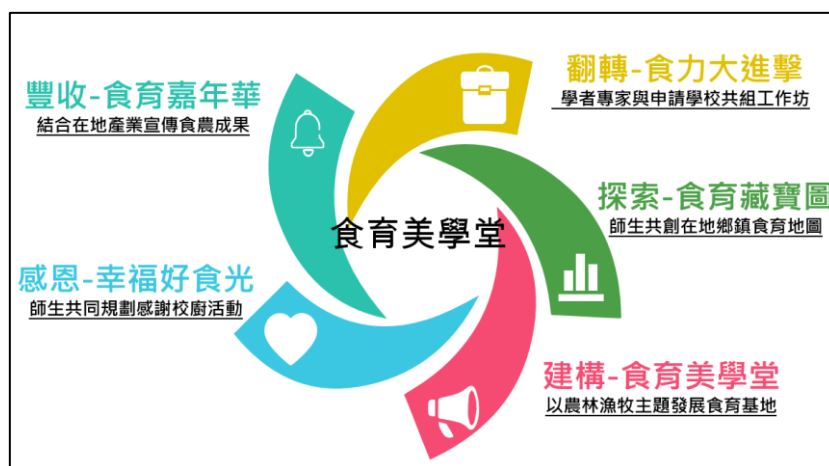 翻轉-食力大進擊
學者專家與申請學校共組工作坊
探索-食育藏寶圖
師生共創在地鄉鎮食育地圖
建構-食育美學堂
以農林漁牧主題發展食育基地
感恩-幸福好食光
師生共同規劃感謝校廚活動
豐收-食育嘉年華
結合在地產業宣傳食農成果
食育美學堂